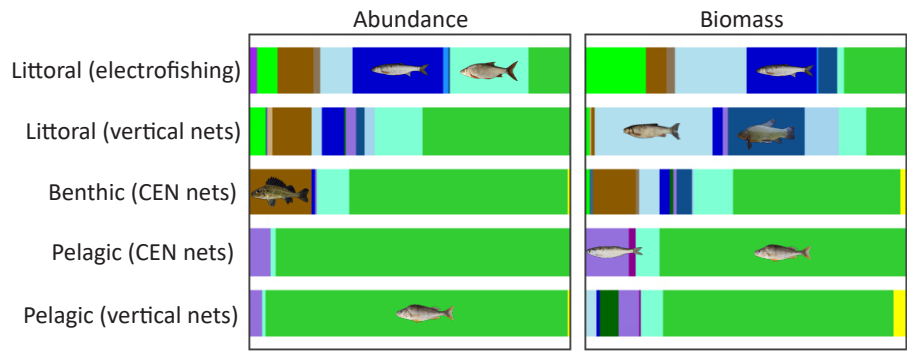 Abundance
Biomass
Littoral (electrofishing)
Littoral (vertical nets)
Benthic (CEN nets)
Pelagic (CEN nets)
Pelagic (vertical nets)